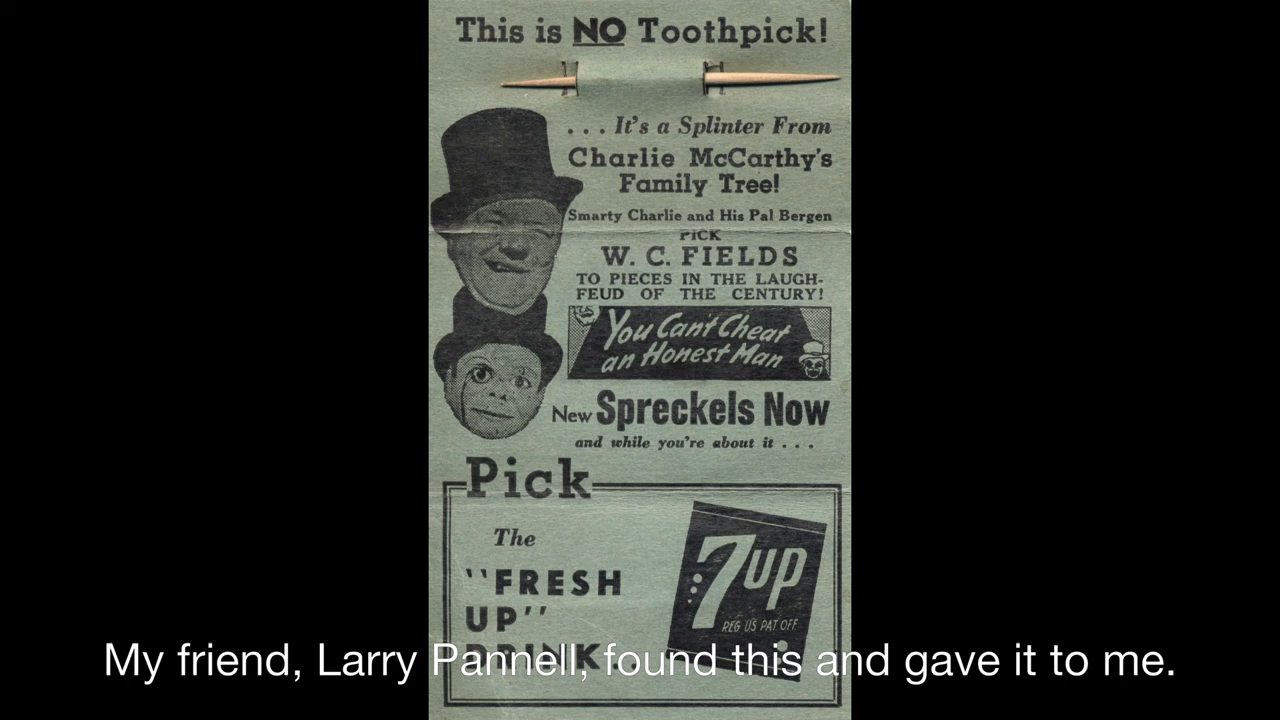 This is NO Toothpick!
. . . It's a Splinter From
Charlie McCarthy's
Family Tree!
Smarty Charlie and His Pal Bergen
PICK
W. C. FIELDS
TO PIECES IN THE LAUGH-
FEUD OF THE CENTURY!
You Can't Cheat
an Honest Man
New Spreckels Now
and while you're about it . . .
Pick
The
"FRESH
UP"
DRINK
7up
REG US PAT OFF.
My friend, Larry Pannell, found this and gave it to me.